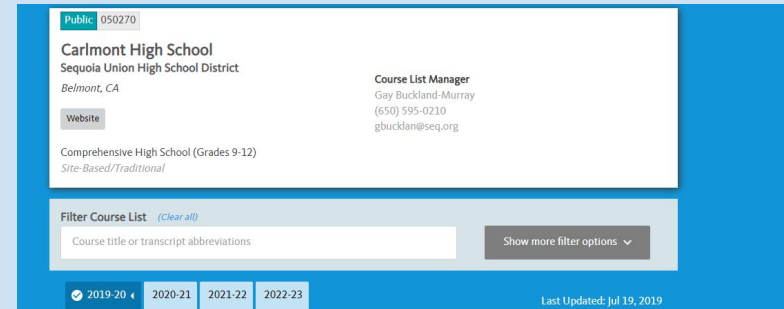 Public 050270
Carlmont High School
Sequoia Union High School District
Belmont, CA
Website
Comprehensive High School (Grades 9-12)
Site-Based/Traditional
Course List Manager
Gay Buckland-Murray
(650) 595-0210
gbucklan@seq.org
Filter Course List (Clear all)
Course title or transcript abbreviations
Show more filter options
2019-20 2020-21 2021-22 2022-23
Last Updated: Jul 19, 2019